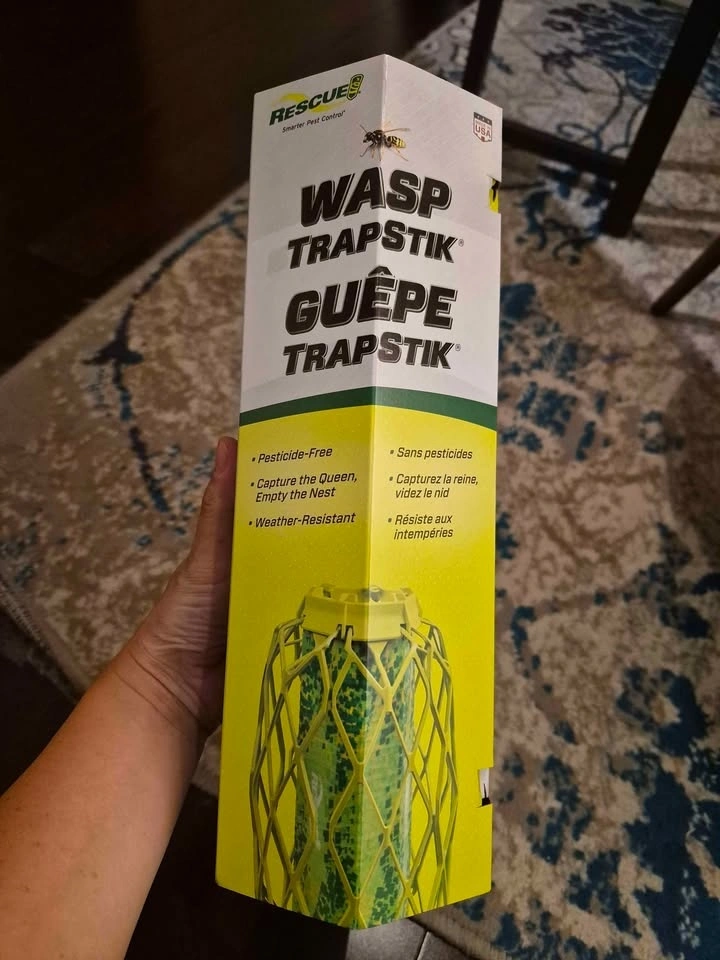 RESCUE!
Smarter Pest Control®
USA
WASP
TRAPSTIK®
GUÊPE
TRAPSTIK®
• Pesticide-Free
• Capture the Queen,
Empty the Nest
• Weather-Resistant
• Sans pesticides
• Capturez la reine,
videz le nid
• Résiste aux
intempéries